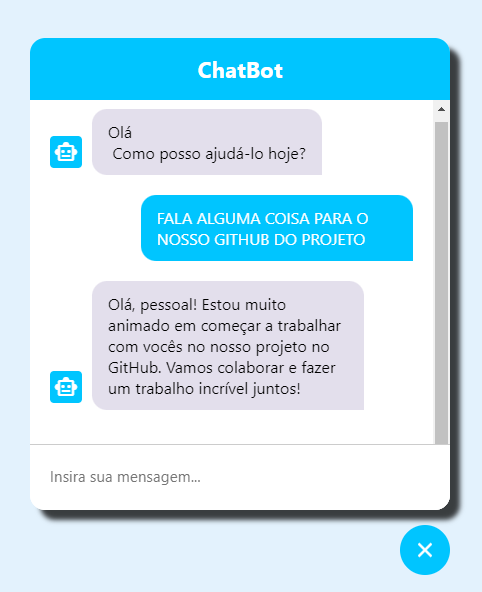 ChatBot
Olá
Como posso ajudá-lo hoje?
FALA ALGUMA COISA PARA O
NOSSO GITHUB DO PROJETO
Olá, pessoal! Estou muito
animado em começar a trabalhar
com vocês no nosso projeto no
GitHub. Vamos colaborar e fazer
um trabalho incrível juntos!
Insira sua mensagem...